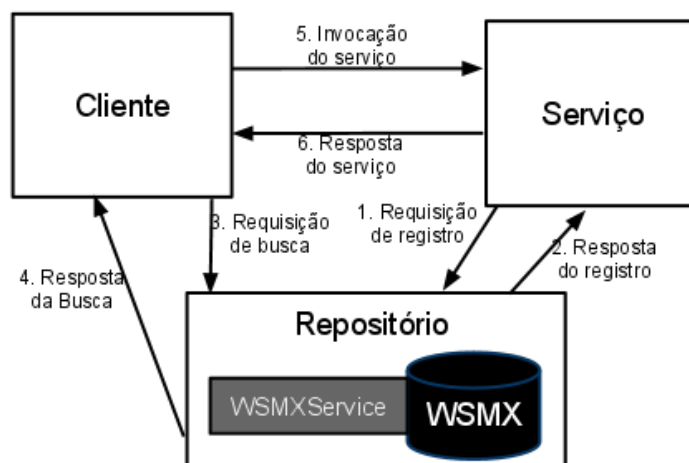 5. Invocação
do serviço
Cliente
Serviço
6. Resposta
do serviço
3. Requisição
de busca
1. Requisição
de registro
2. Resposta
do registro
4. Resposta
da Busca
Repositório
WSMXService
WSMX